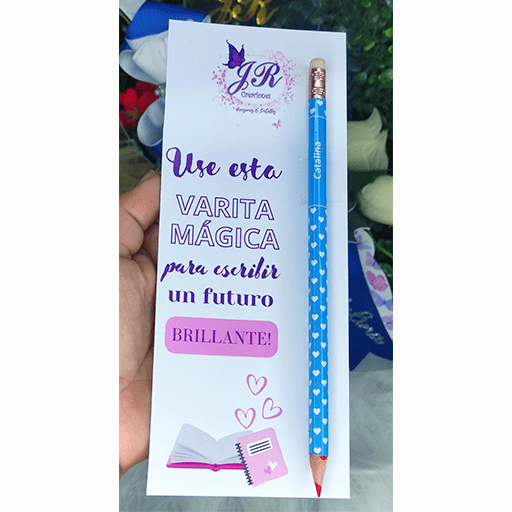 JR
Creaciones
Use esta
VARITA
MÁGICA
para escribir
un futuro
BRILLANTE!
Catalina